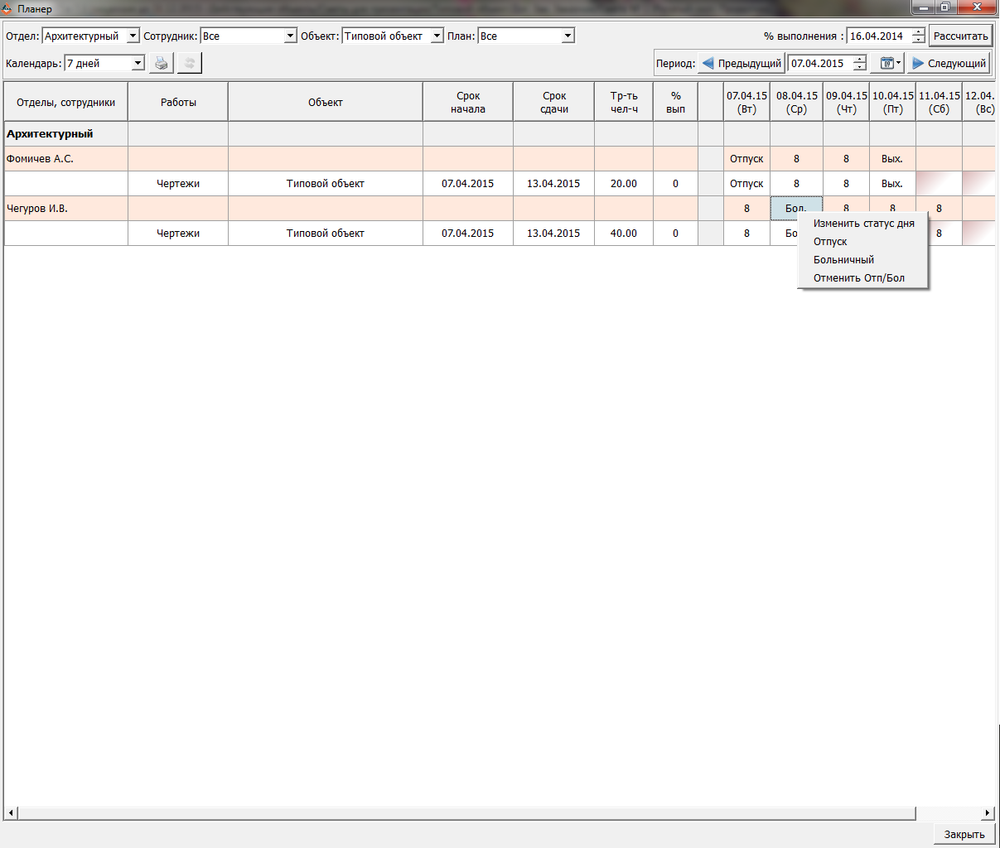 Планер
Отдел: Архитектурный Сотрудник: Все Объект: Типовой объект План: Все % выполнения : 16.04.2014 Рассчитать
Календарь: 7 дней Период: Предыдущий 07.04.2015 Следующий
Отделы, сотрудники Работы Объект Срок начала Срок сдачи Тр-ть чел-ч % вып 07.04.15 (Вт) 08.04.15 (Ср) 09.04.15 (Чт) 10.04.15 (Пт) 11.04.15 (Сб) 12.04. (Вс)
Архитектурный
Фомичев А.С. Отпуск 8 8 Вых.
Чертежи Типовой объект 07.04.2015 13.04.2015 20.00 0 Отпуск 8 8 Вых.
Чегуров И.В. 8 Бол. 8 8 8
Чертежи Типовой объект 07.04.2015 13.04.2015 40.00 0 8 Бо 8
Изменить статус дня
Отпуск
Больничный
Отменить Отп/Бол
Закрыть